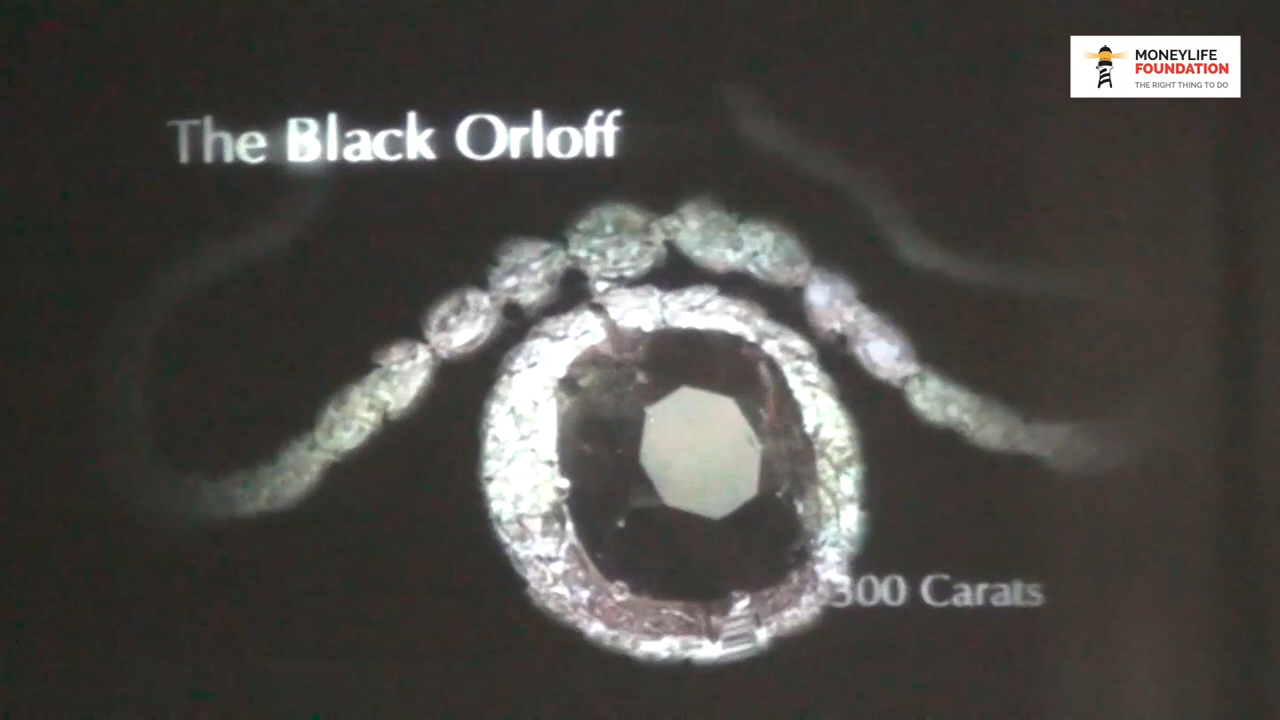 MONEYLIFE
FOUNDATION
THE RIGHT THING TO DO
The Black Orloff
300 Carats